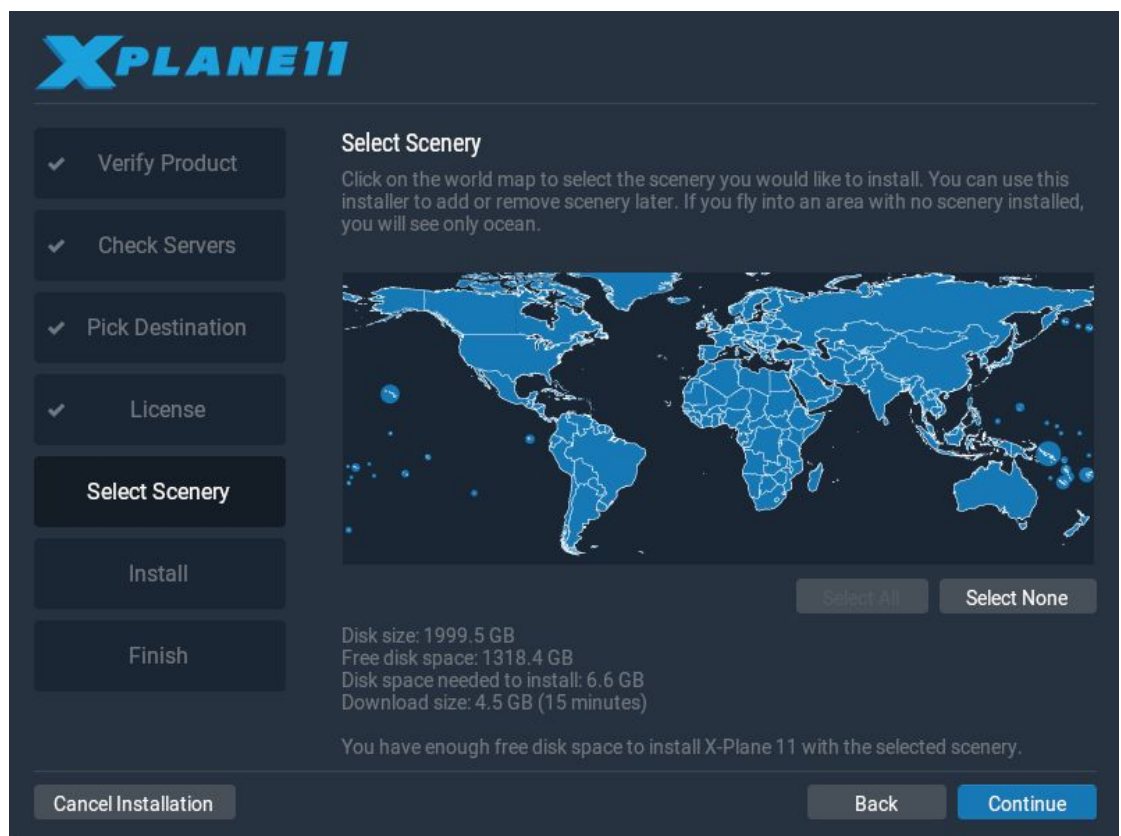 XPLANE11
Verify Product
Check Servers
Pick Destination
License
Select Scenery
Install
Finish
Select Scenery
Click on the world map to select the scenery you would like to install. You can use this
installer to add or remove scenery later. If you fly into an area with no scenery installed,
you will see only ocean.
Select All
Select None
Disk size: 1999.5 GB
Free disk space: 1318.4 GB
Disk space needed to install: 6.6 GB
Download size: 4.5 GB (15 minutes)
You have enough free disk space to install X-Plane 11 with the selected scenery.
Cancel Installation
Back
Continue